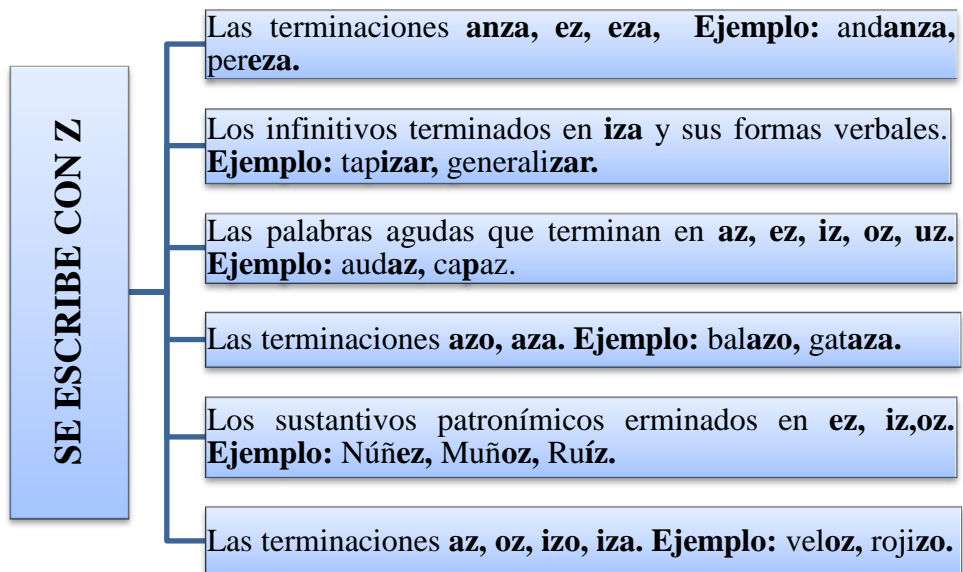 SE ESCRIBE CON Z
Las terminaciones anza, ez, eza, Ejemplo: andanza,
pereza.
Los infinitivos terminados en iza y sus formas verbales.
Ejemplo: tapizar, generalizar.
Las palabras agudas que terminan en az, ez, iz, oz, uz.
Ejemplo: audaz, capaz.
Las terminaciones azo, aza. Ejemplo: balazo, gataza.
Los sustantivos patronímicos erminados en ez, iz,oz.
Ejemplo: Núñez, Muñoz, Ruíz.
Las terminaciones az, oz, izo, iza. Ejemplo: veloz, rojizo.